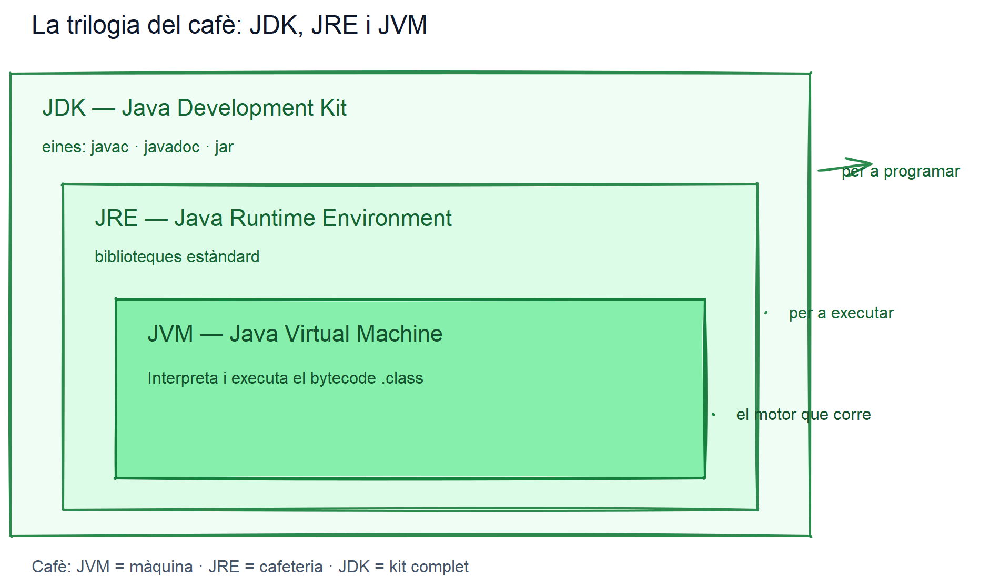 La trilogia del cafè: JDK, JRE i JVM
JDK — Java Development Kit
eines: javac · javadoc · jar
per a programar
JRE — Java Runtime Environment
biblioteques estàndard
per a executar
JVM — Java Virtual Machine
Interpreta i executa el bytecode .class
el motor que corre
Cafè: JVM = màquina · JRE = cafeteria · JDK = kit complet